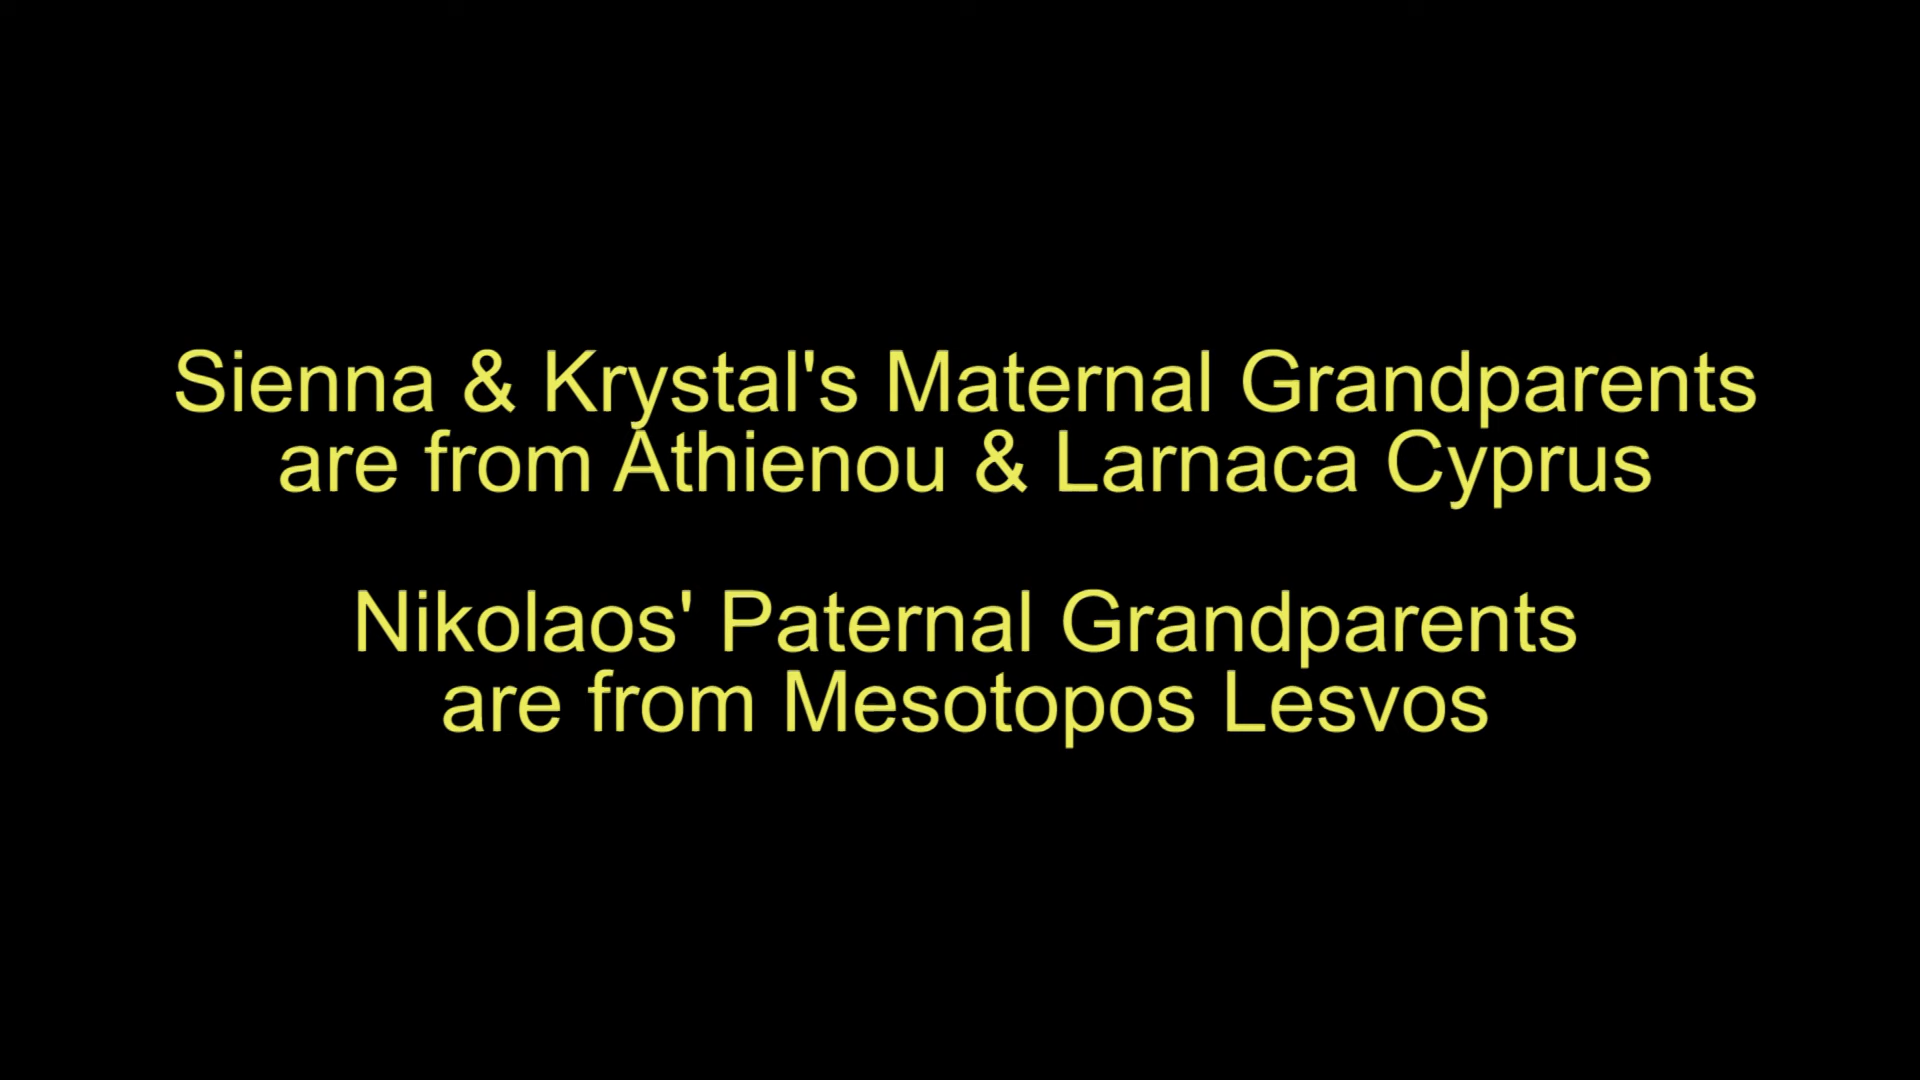 Sienna & Krystal's Maternal Grandparents
are from Athienou & Larnaca Cyprus
Nikolaos' Paternal Grandparents
are from Mesotopos Lesvos